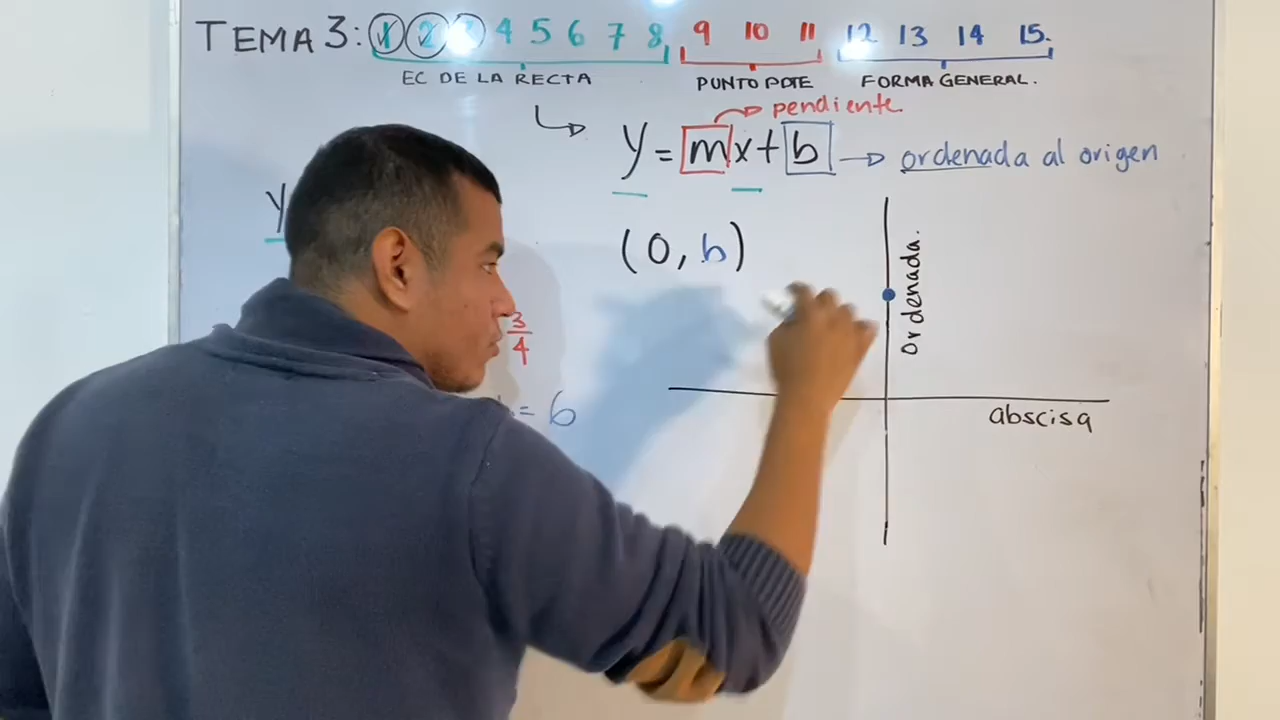 TEMA 3: 1 2 3 4 5 6 7 8, 9 10 11 12 13 14 15.
EC DE LA RECTA PUNTO PDTE FORMA GENERAL.
pendiente.
y = mx + b ordenada al origen
y
(0, b)
ordenada.
3/4
= 6
abscisa